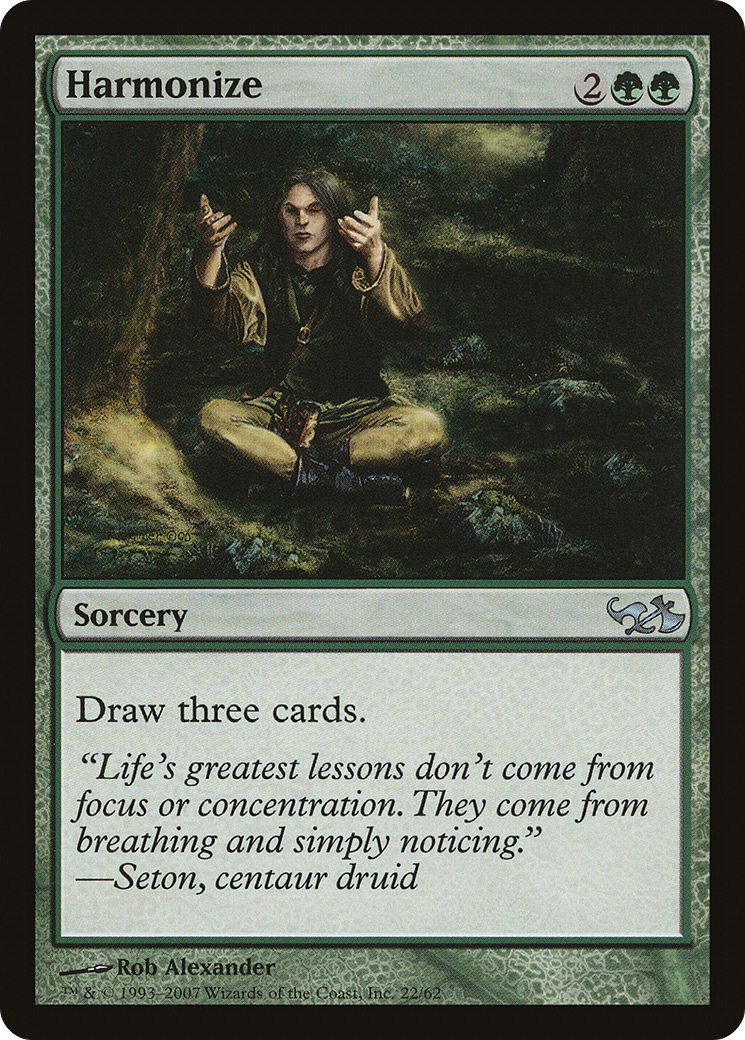 Harmonize 2
Sorcery
Draw three cards.
“Life’s greatest lessons don’t come from
focus or concentration. They come from
breathing and simply noticing.”
—Seton, centaur druid
Rob Alexander
™ & © 1993–2007 Wizards of the Coast, Inc. 22/62